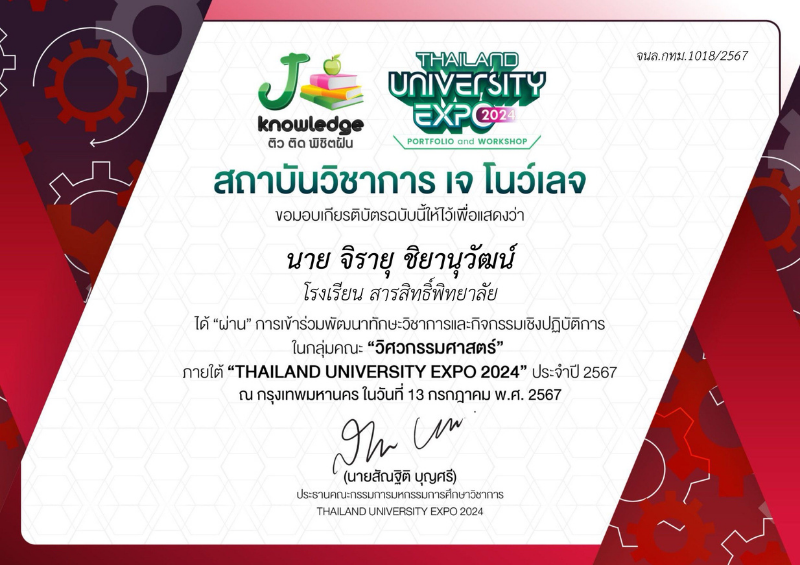 จนล.กทม.1018/2567
J
knowledge
ติว ติด พิชิตฝัน
THAILAND
UNIVERSITY
EXPO 2024
PORTFOLIO and WORKSHOP
สถาบันวิชาการ เจ โนว์เลจ
ขอมอบเกียรติบัตรฉบับนี้ให้ไว้เพื่อแสดงว่า
นาย จิรายุ ชิยานุวัฒน์
โรงเรียน สารสิทธิ์พิทยาลัย
ได้ “ผ่าน” การเข้าร่วมพัฒนาทักษะวิชาการและกิจกรรมเชิงปฏิบัติการ
ในกลุ่มคณะ “วิศวกรรมศาสตร์”
ภายใต้ “THAILAND UNIVERSITY EXPO 2024” ประจำปี 2567
ณ กรุงเทพมหานคร ในวันที่ 13 กรกฎาคม พ.ศ. 2567
(นายสัณฐิติ บุญศรี)
ประธานคณะกรรมการมหกรรมการศึกษาวิชาการ
THAILAND UNIVERSITY EXPO 2024